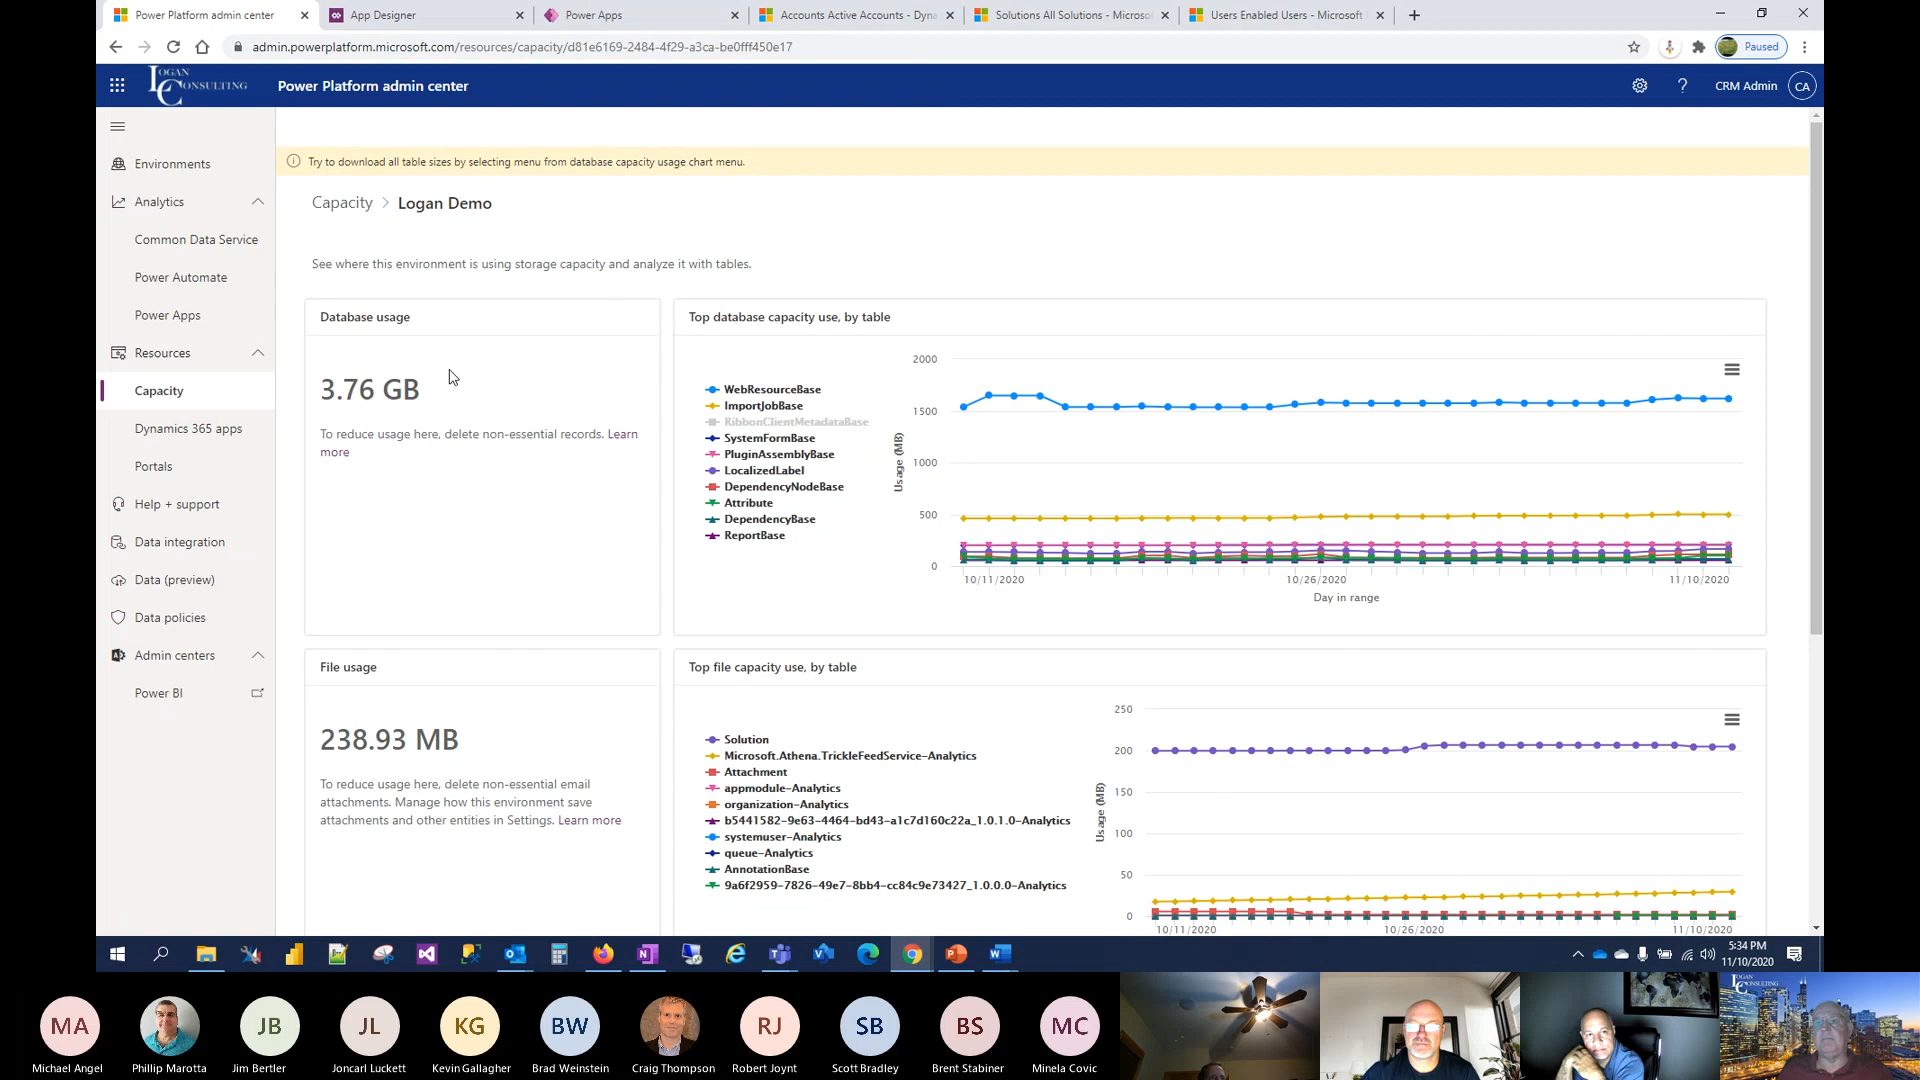 Power Platform admin center
App Designer
Power Apps
Accounts Active Accounts - Dyna
Solutions All Solutions - Microsof
Users Enabled Users - Microsoft
admin.powerplatform.microsoft.com/resources/capacity/d81e6169-2484-4f29-a3ca-be0fff450e17
Paused
LOGAN
CONSULTING
Power Platform admin center
CRM Admin
CA
Environments
Analytics
Common Data Service
Power Automate
Power Apps
Resources
Capacity
Dynamics 365 apps
Portals
Help + support
Data integration
Data (preview)
Data policies
Admin centers
Power BI
Try to download all table sizes by selecting menu from database capacity usage chart menu.
Capacity > Logan Demo
See where this environment is using storage capacity and analyze it with tables.
Database usage
3.76 GB
To reduce usage here, delete non-essential records. Learn
more
Top database capacity use, by table
WebResourceBase
ImportJobBase
RibbonClientMetadataBase
SystemFormBase
PluginAssemblyBase
LocalizedLabel
DependencyNodeBase
Attribute
DependencyBase
ReportBase
Usage (MB)
2000
1500
1000
500
0
10/11/2020
10/26/2020
11/10/2020
Day in range
File usage
238.93 MB
To reduce usage here, delete non-essential email
attachments. Manage how this environment save
attachments and other entities in Settings. Learn more
Top file capacity use, by table
Solution
Microsoft.Athena.TrickleFeedService-Analytics
Attachment
appmodule-Analytics
organization-Analytics
b5441582-9e63-4464-bd43-a1c7d160c22a_1.0.1.0-Analytics
systemuser-Analytics
queue-Analytics
AnnotationBase
9a6f2959-7826-49e7-8bb4-cc84c9e73427_1.0.0.0-Analytics
Usage (MB)
250
200
150
100
50
0
10/11/2020
10/26/2020
11/10/2020
5:34 PM
11/10/2020
MA
JB
JL
KG
BW
RJ
SB
BS
MC
Michael Angel
Phillip Marotta
Jim Bertler
Joncarl Luckett
Kevin Gallagher
Brad Weinstein
Craig Thompson
Robert Joynt
Scott Bradley
Brent Stabiner
Minela Covic
LOGAN
CONSULTING